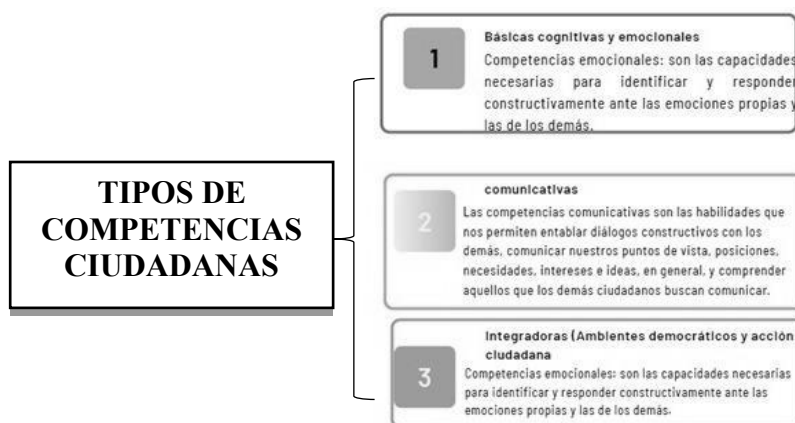 TIPOS DE
COMPETENCIAS
CIUDADANAS
1
Básicas cognitivas y emocionales
Competencias emocionales: son las capacidades
necesarias para identificar y responder
constructivamente ante las emociones propias y
las de los demás.
2
comunicativas
Las competencias comunicativas son las habilidades que
nos permiten entablar diálogos constructivos con los
demás, comunicar nuestros puntos de vista, posiciones,
necesidades, intereses e ideas, en general, y comprender
aquellos que los demás ciudadanos buscan comunicar.
3
Integradoras (Ambientes democráticos y acción
ciudadana
Competencias emocionales: son las capacidades necesarias
para identificar y responder constructivamente ante las
emociones propias y las de los demás.